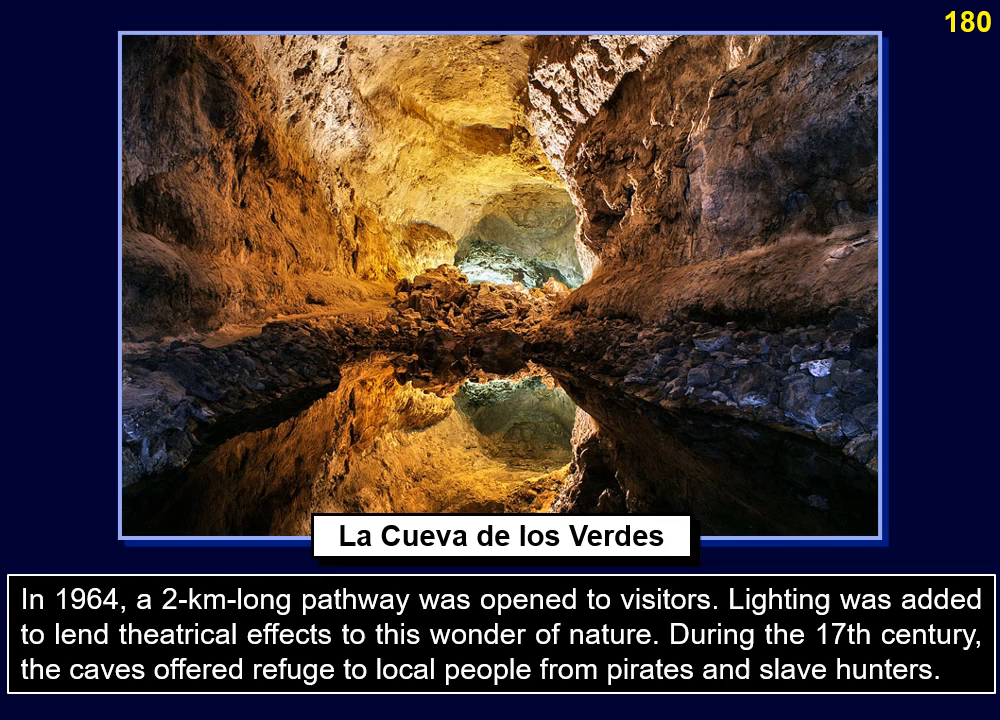 180
La Cueva de los Verdes
In 1964, a 2-km-long pathway was opened to visitors. Lighting was added
to lend theatrical effects to this wonder of nature. During the 17th century,
the caves offered refuge to local people from pirates and slave hunters.